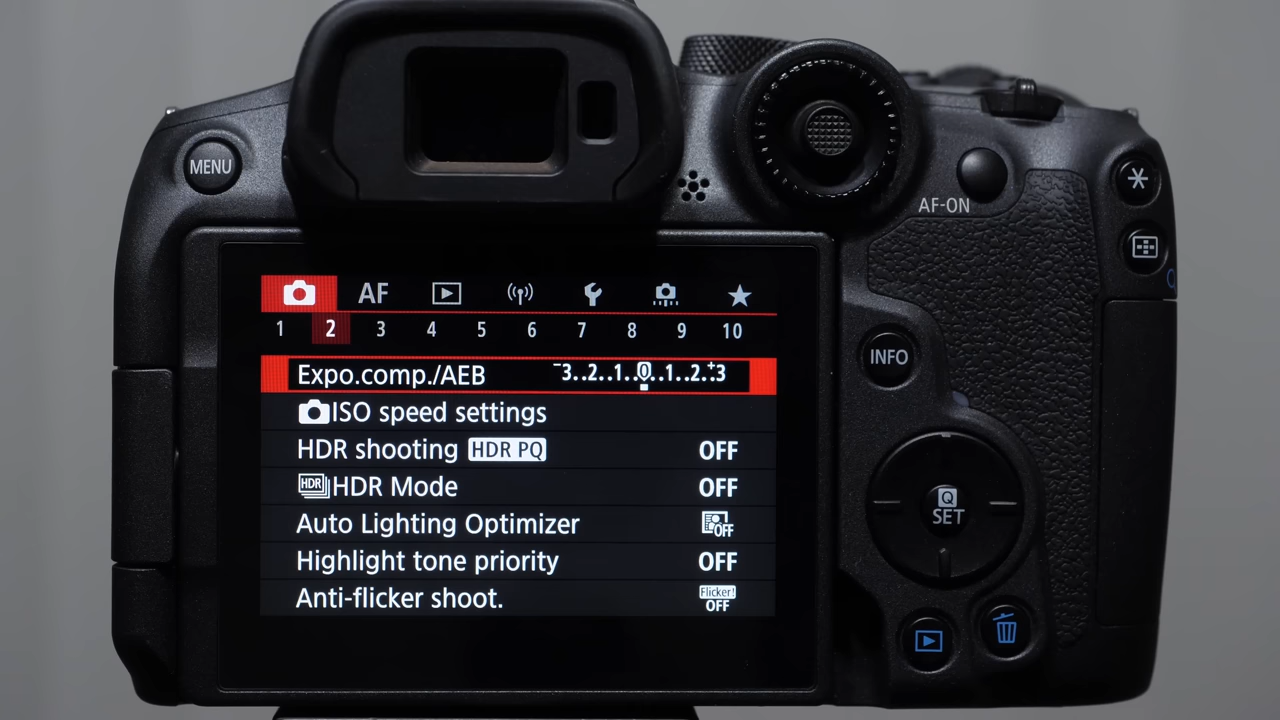 MENU
AF-ON
AF
1 2 3 4 5 6 7 8 9 10
INFO
Expo.comp./AEB -3..2..1..0..1..2..+3
ISO speed settings
HDR shooting HDR PQ OFF
HDR HDR Mode OFF
Q
SET
Auto Lighting Optimizer OFF
Highlight tone priority OFF
Anti-flicker shoot. Flicker! OFF